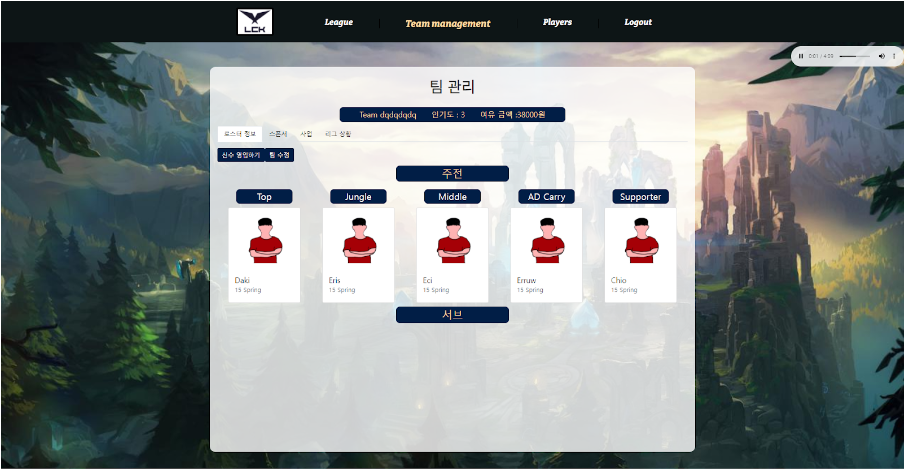 LCK League Team management Players Logout
0:01 / 4:09
팀 관리
Team dqdqdqdq 인기도 : 3 여유 금액 :38000원
로스터 정보 스폰서 사업 리그 상황
선수 영입하기 팀 수정
주전
Top Jungle Middle AD Carry Supporter
Daki Eris Eci Erruw Chio
15 Spring 15 Spring 15 Spring 15 Spring 15 Spring
서브